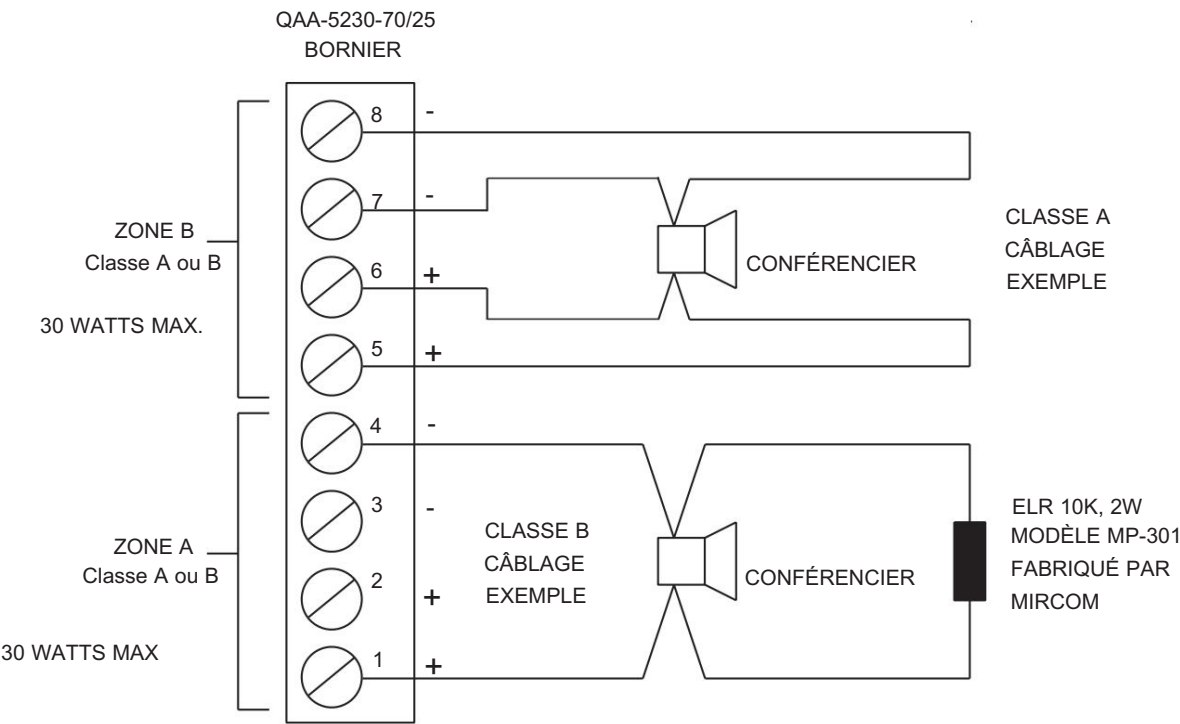 QAA-5230-70/25
BORNIER
8
-
7
-
6
+
5
+
ZONE B
Classe A ou B
30 WATTS MAX.
CONFÉRENCIER
CLASSE A
CÂBLAGE
EXEMPLE
4
-
3
-
2
+
1
+
ZONE A
Classe A ou B
30 WATTS MAX
CLASSE B
CÂBLAGE
EXEMPLE
CONFÉRENCIER
ELR 10K, 2W
MODÈLE MP-301
FABRIQUÉ PAR
MIRCOM